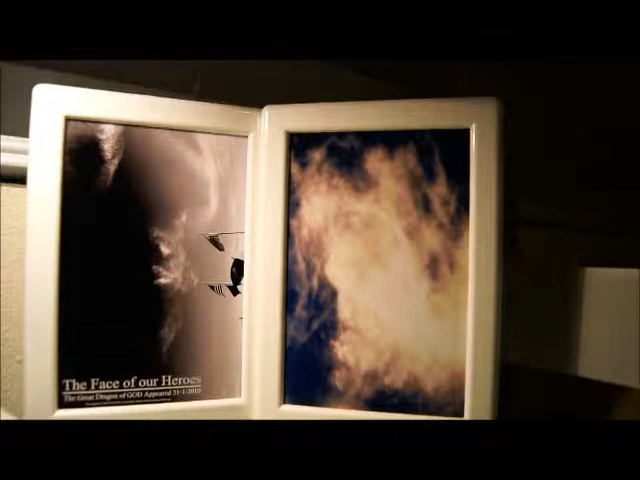 The Face of our Heroes
The Great Dragon of GOD Appeared 31-1-2010